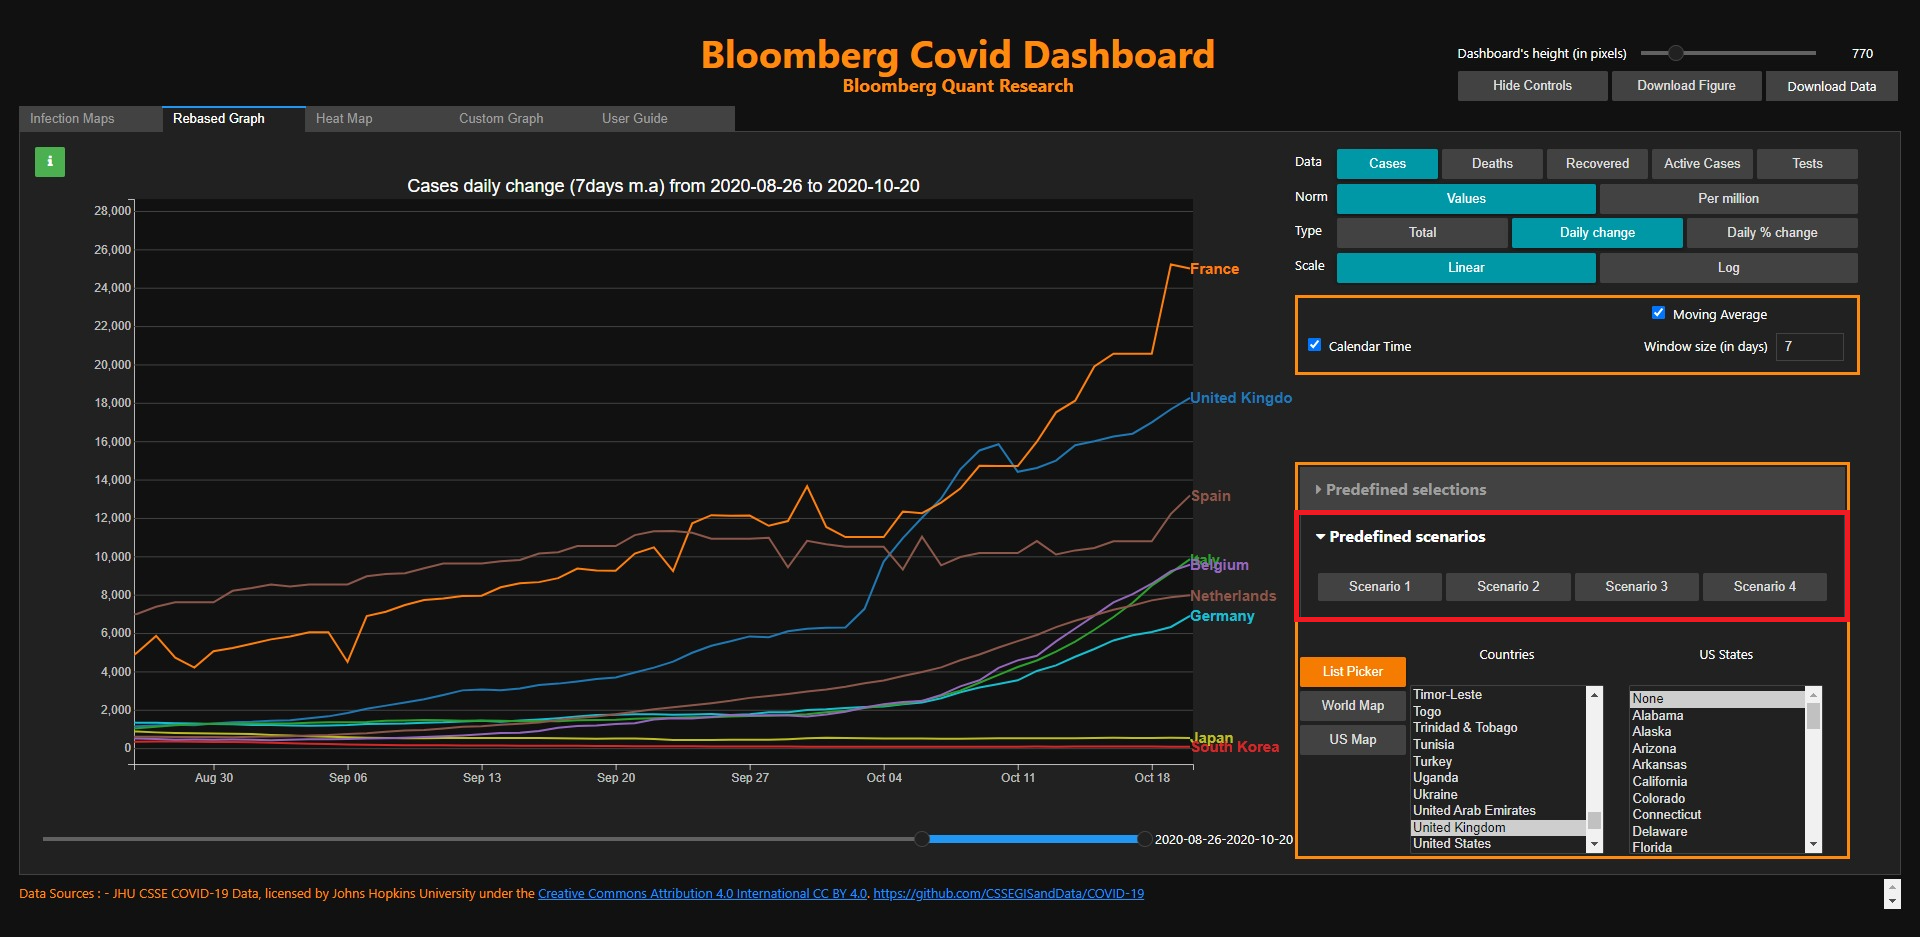 Bloomberg Covid Dashboard
Bloomberg Quant Research
Dashboard's height (in pixels) 770
Hide Controls Download Figure Download Data
Infection Maps Rebased Graph Heat Map Custom Graph User Guide
i
Cases daily change (7days m.a) from 2020-08-26 to 2020-10-20
28,000
26,000
24,000
22,000
20,000
18,000
16,000
14,000
12,000
10,000
8,000
6,000
4,000
2,000
0
France
United Kingdo
Spain
Italy
Belgium
Netherlands
Germany
Japan
South Korea
Aug 30 Sep 06 Sep 13 Sep 20 Sep 27 Oct 04 Oct 11 Oct 18
2020-08-26-2020-10-20
Data Cases Deaths Recovered Active Cases Tests
Norm Values Per million
Type Total Daily change Daily % change
Scale Linear Log
Moving Average
Calendar Time Window size (in days) 7
Predefined selections
Predefined scenarios
Scenario 1 Scenario 2 Scenario 3 Scenario 4
Countries US States
List Picker
World Map
US Map
Timor-Leste
Togo
Trinidad & Tobago
Tunisia
Turkey
Uganda
Ukraine
United Arab Emirates
United Kingdom
United States
None
Alabama
Alaska
Arizona
Arkansas
California
Colorado
Connecticut
Delaware
Florida
Data Sources : - JHU CSSE COVID-19 Data, licensed by Johns Hopkins University under the Creative Commons Attribution 4.0 International CC BY 4.0. https://github.com/CSSEGISandData/COVID-19